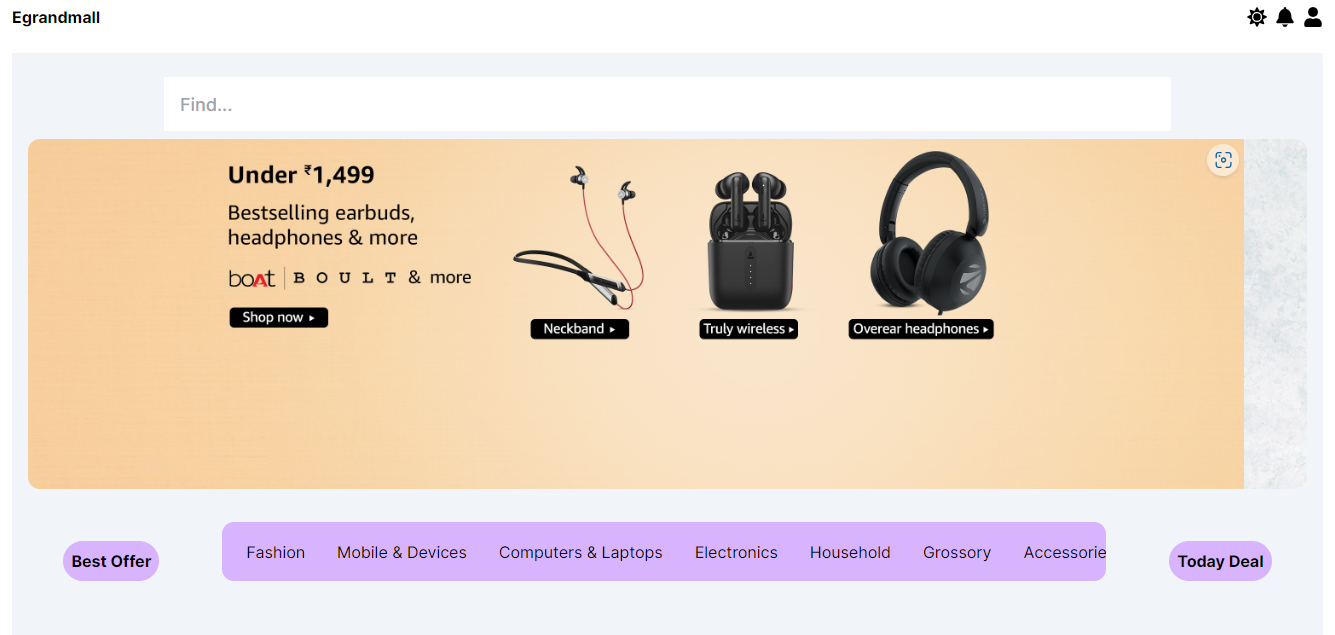 Egrandmall
Find...
Under ₹1,499
Bestselling earbuds,
headphones & more
boAt | BOULT & more
Shop now ▸
Neckband ▸
Truly wireless ▸
Overear headphones ▸
Best Offer
Fashion
Mobile & Devices
Computers & Laptops
Electronics
Household
Grossory
Accessorie
Today Deal